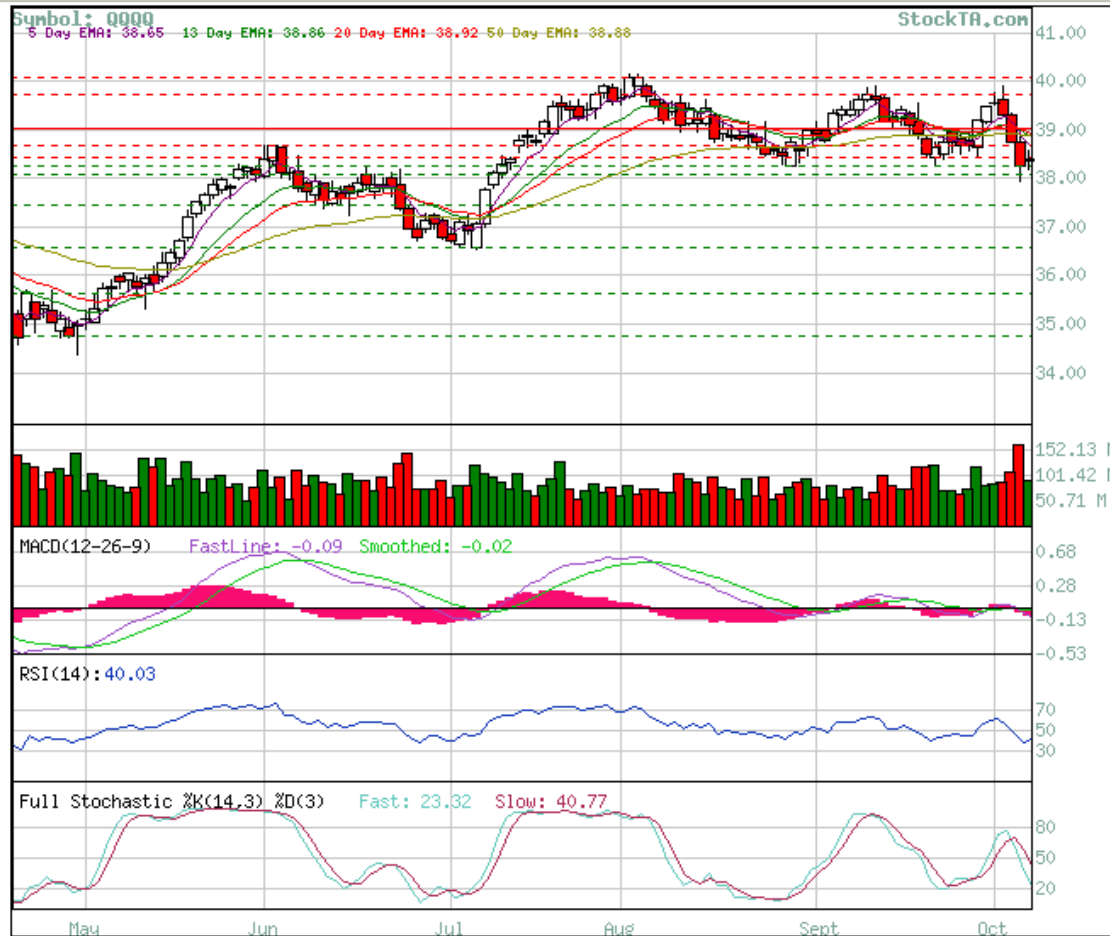 Symbol: QQQQ StockTA.com
5 Day EMA: 38.65 13 Day EMA: 38.86 20 Day EMA: 38.92 50 Day EMA: 38.88
41.00
40.00
39.00
38.00
37.00
36.00
35.00
34.00
152.13 M
101.42 M
50.71 M
MACD(12-26-9) FastLine: -0.09 Smoothed: -0.02
0.68
0.28
-0.13
-0.53
RSI(14): 40.03
70
50
30
Full Stochastic %K(14,3) %D(3) Fast: 23.32 Slow: 40.77
80
50
20
May Jun Jul Aug Sept Oct